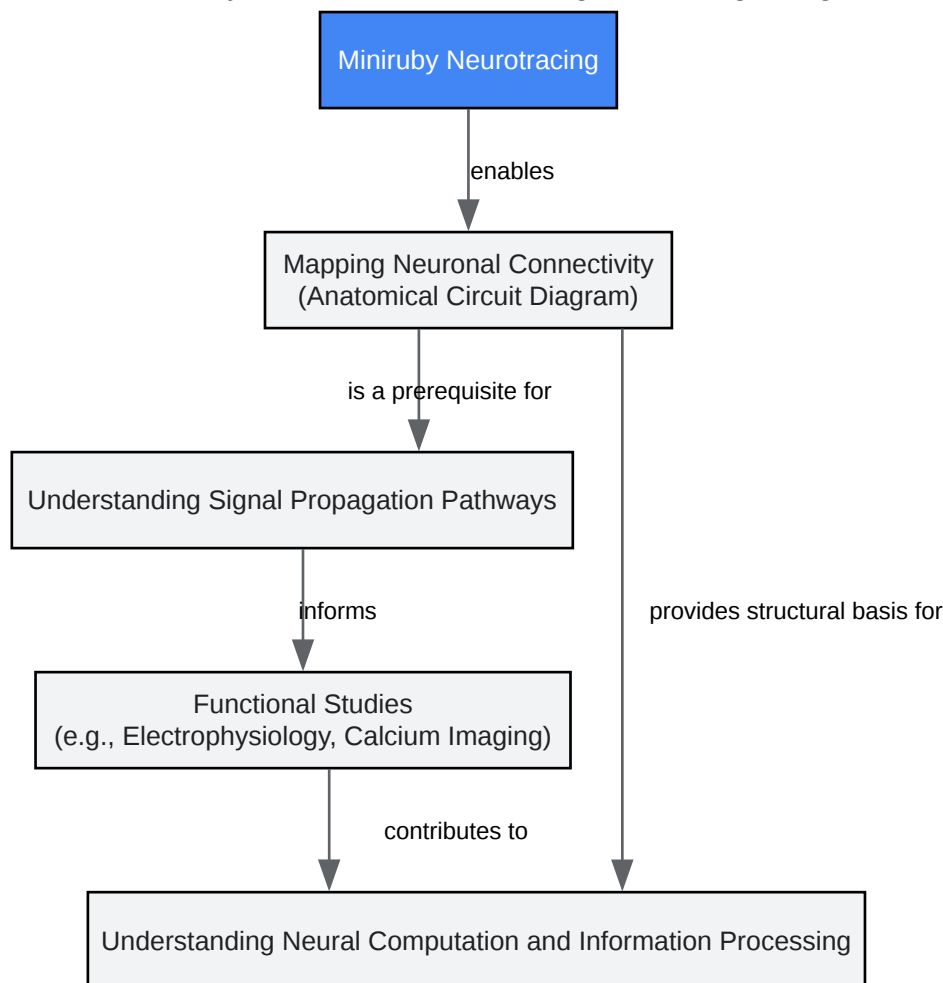 Miniruby Neurotracing
enables
Mapping Neuronal Connectivity
(Anatomical Circuit Diagram)
is a prerequisite for
Understanding Signal Propagation Pathways
informs
provides structural basis for
Functional Studies
(e.g., Electrophysiology, Calcium Imaging)
contributes to
Understanding Neural Computation and Information Processing